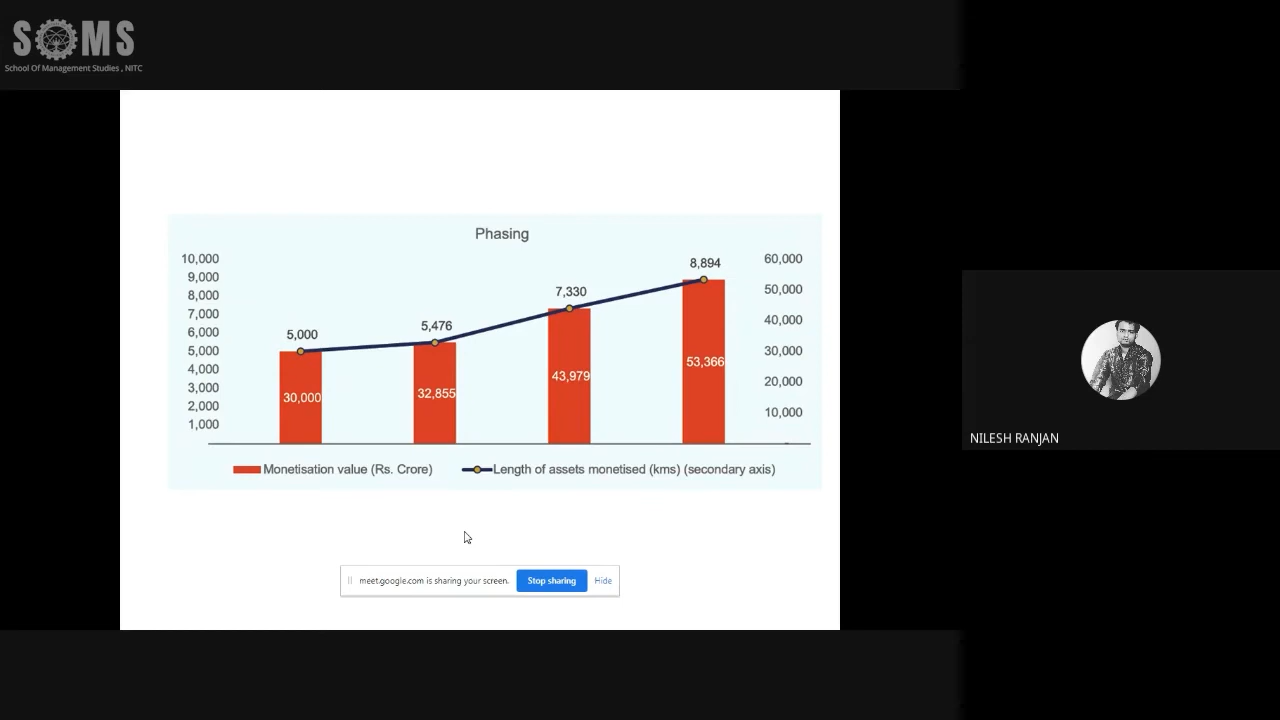 SOMS
School Of Management Studies , NITC
Phasing
10,000
9,000
8,000
7,000
6,000
5,000
4,000
3,000
2,000
1,000
5,000
5,476
7,330
8,894
30,000
32,855
43,979
53,366
60,000
50,000
40,000
30,000
20,000
10,000
-
Monetisation value (Rs. Crore)
Length of assets monetised (kms) (secondary axis)
meet.google.com is sharing your screen.
Stop sharing
Hide
NILESH RANJAN